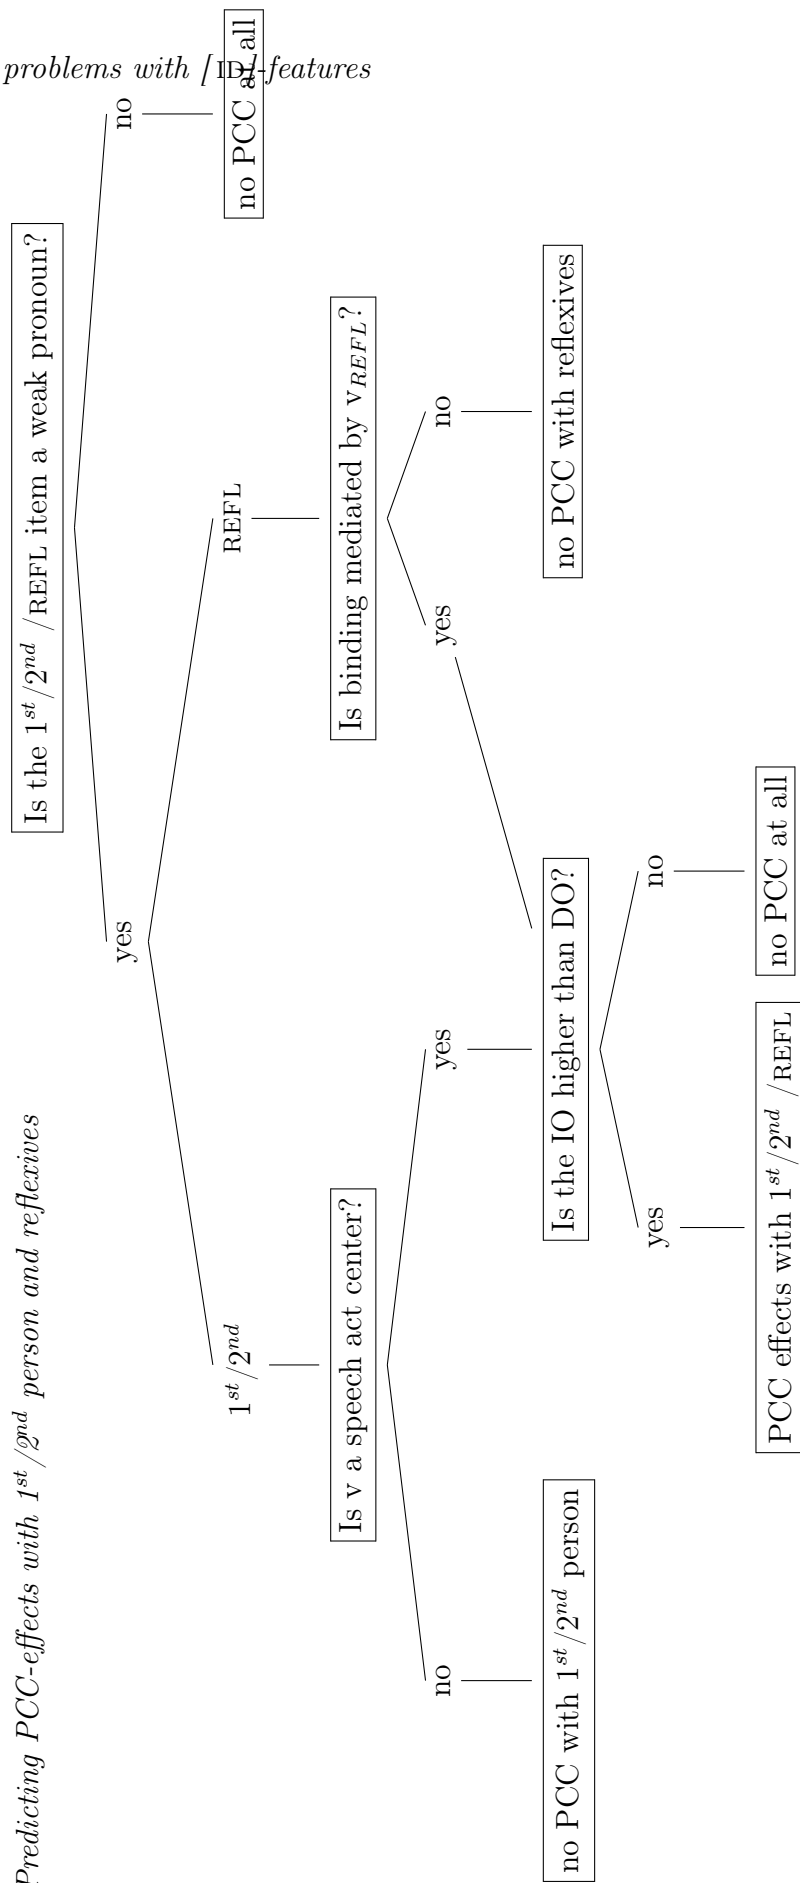 problems with [ID]-features
Predicting PCC-effects with 1st/2nd person and reflexives
Is the 1st/2nd /REFL item a weak pronoun?
yes
no
1st/2nd
REFL
no PCC at all
Is v a speech act center?
Is binding mediated by vREFL?
no
yes
yes
no
no PCC with 1st/2nd person
Is the IO higher than DO?
no PCC with reflexives
yes
no
PCC effects with 1st/2nd /REFL
no PCC at all